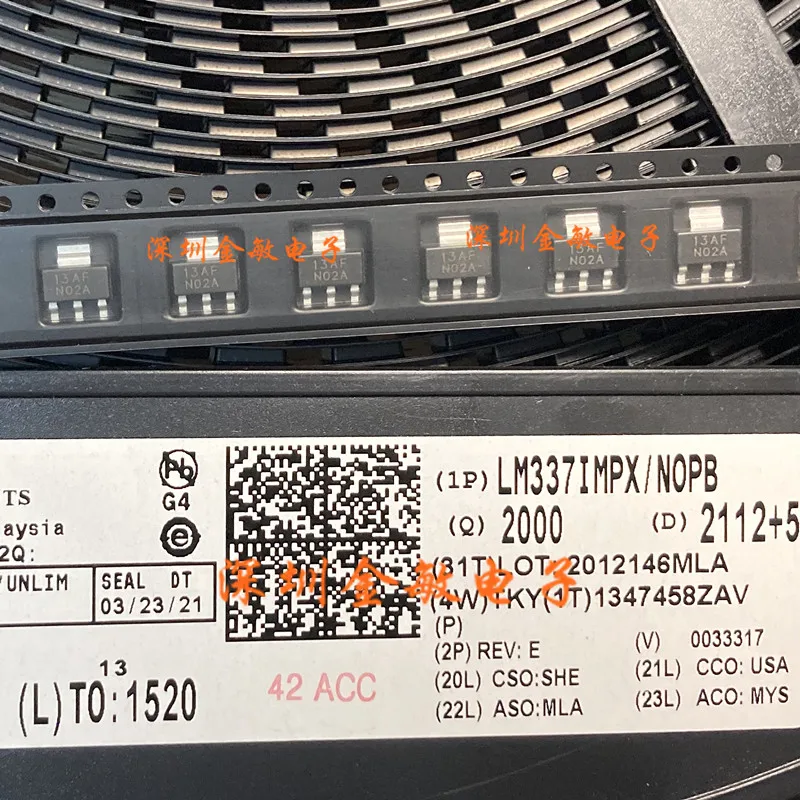 13AF
N02A
13AF
N02A
13AF
N02A
13AF
N02A
13AF
N02A
13AF
N02A
深圳金敏电子
深圳金敏电子
TS
aysia
2Q:
/UNLIM
SEAL DT
03/23/21
13
(L)TO:1520
Pb
G4
e
42 ACC
(1P) LM337IMPX/NOPB
(Q) 2000 (D) 2112+5
(31T)LOT: 2012146MLA
(4W) TKY(1T)1347458ZAV
(P)
(2P) REV: E (V) 0033317
(20L) CSO:SHE (21L) CCO: USA
(22L) ASO:MLA (23L) ACO: MYS
深圳金敏电子